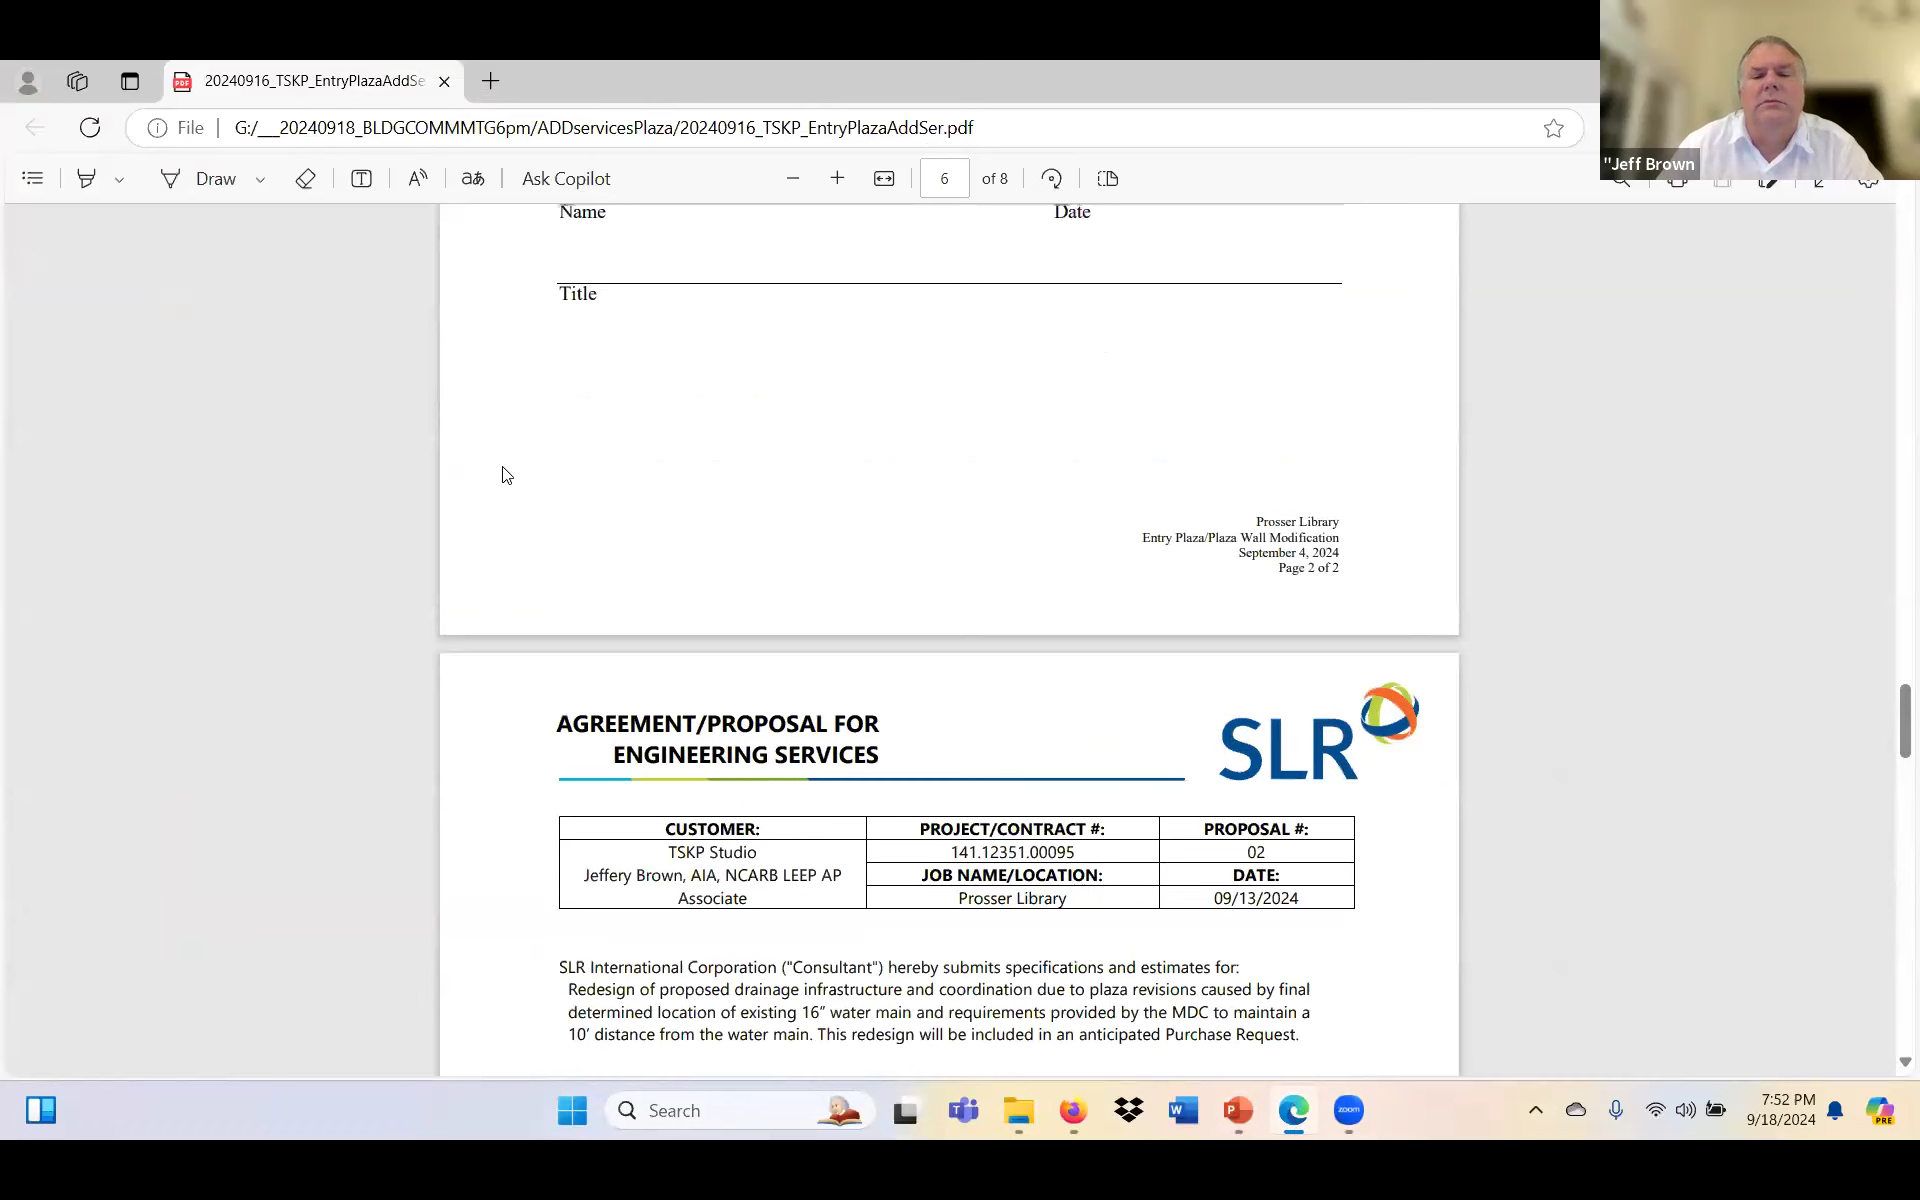 "Jeff Brown
20240916_TSKP_EntryPlazaAddSe
File
G:/___20240918_BLDGCOMMMTG6pm/ADDservicesPlaza/20240916_TSKP_EntryPlazaAddSer.pdf
Draw
Ask Copilot
6 of 8
Name Date
Title
Prosser Library
Entry Plaza/Plaza Wall Modification
September 4, 2024
Page 2 of 2
AGREEMENT/PROPOSAL FOR
ENGINEERING SERVICES
SLR
CUSTOMER: PROJECT/CONTRACT #: PROPOSAL #:
TSKP Studio 141.12351.00095 02
Jeffery Brown, AIA, NCARB LEEP AP JOB NAME/LOCATION: DATE:
Associate Prosser Library 09/13/2024
SLR International Corporation ("Consultant") hereby submits specifications and estimates for:
Redesign of proposed drainage infrastructure and coordination due to plaza revisions caused by final
determined location of existing 16” water main and requirements provided by the MDC to maintain a
10’ distance from the water main. This redesign will be included in an anticipated Purchase Request.
Search
zoom
7:52 PM
9/18/2024
PRE